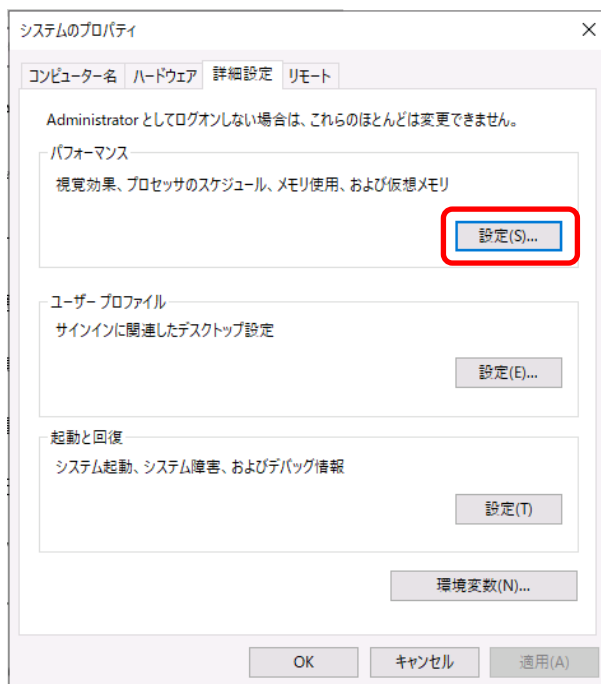 システムのプロパティ
コンピューター名 ハードウェア 詳細設定 リモート
Administrator としてログオンしない場合は、これらのほとんどは変更できません。
パフォーマンス
視覚効果、プロセッサのスケジュール、メモリ使用、および仮想メモリ
設定(S)...
ユーザー プロファイル
サインインに関連したデスクトップ設定
設定(E)...
起動と回復
システム起動、システム障害、およびデバッグ情報
設定(T)
環境変数(N)...
OK キャンセル 適用(A)